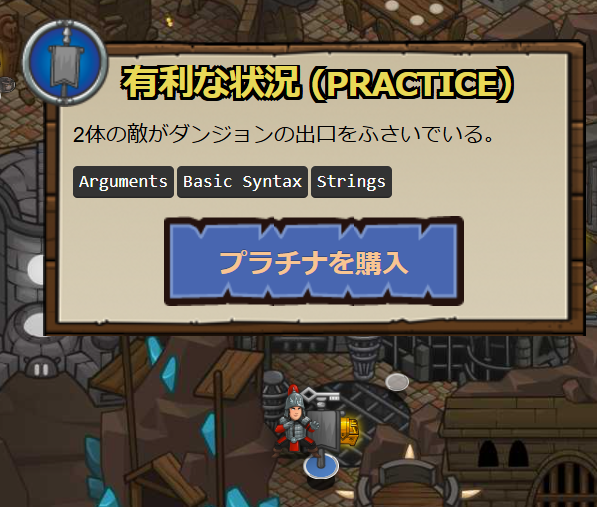 有利な状況 (PRACTICE)
2体の敵がダンジョンの出口をふさいでいる。
Arguments Basic Syntax Strings
プラチナを購入